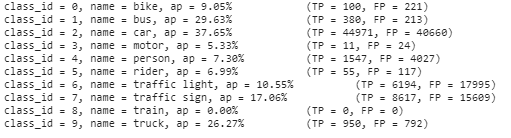 class_id = 0, name = bike, ap = 9.05% (TP = 100, FP = 221)
class_id = 1, name = bus, ap = 29.63% (TP = 380, FP = 213)
class_id = 2, name = car, ap = 37.65% (TP = 44971, FP = 40660)
class_id = 3, name = motor, ap = 5.33% (TP = 11, FP = 24)
class_id = 4, name = person, ap = 7.30% (TP = 1547, FP = 4027)
class_id = 5, name = rider, ap = 6.99% (TP = 55, FP = 117)
class_id = 6, name = traffic light, ap = 10.55% (TP = 6194, FP = 17995)
class_id = 7, name = traffic sign, ap = 17.06% (TP = 8617, FP = 15609)
class_id = 8, name = train, ap = 0.00% (TP = 0, FP = 0)
class_id = 9, name = truck, ap = 26.27% (TP = 950, FP = 792)